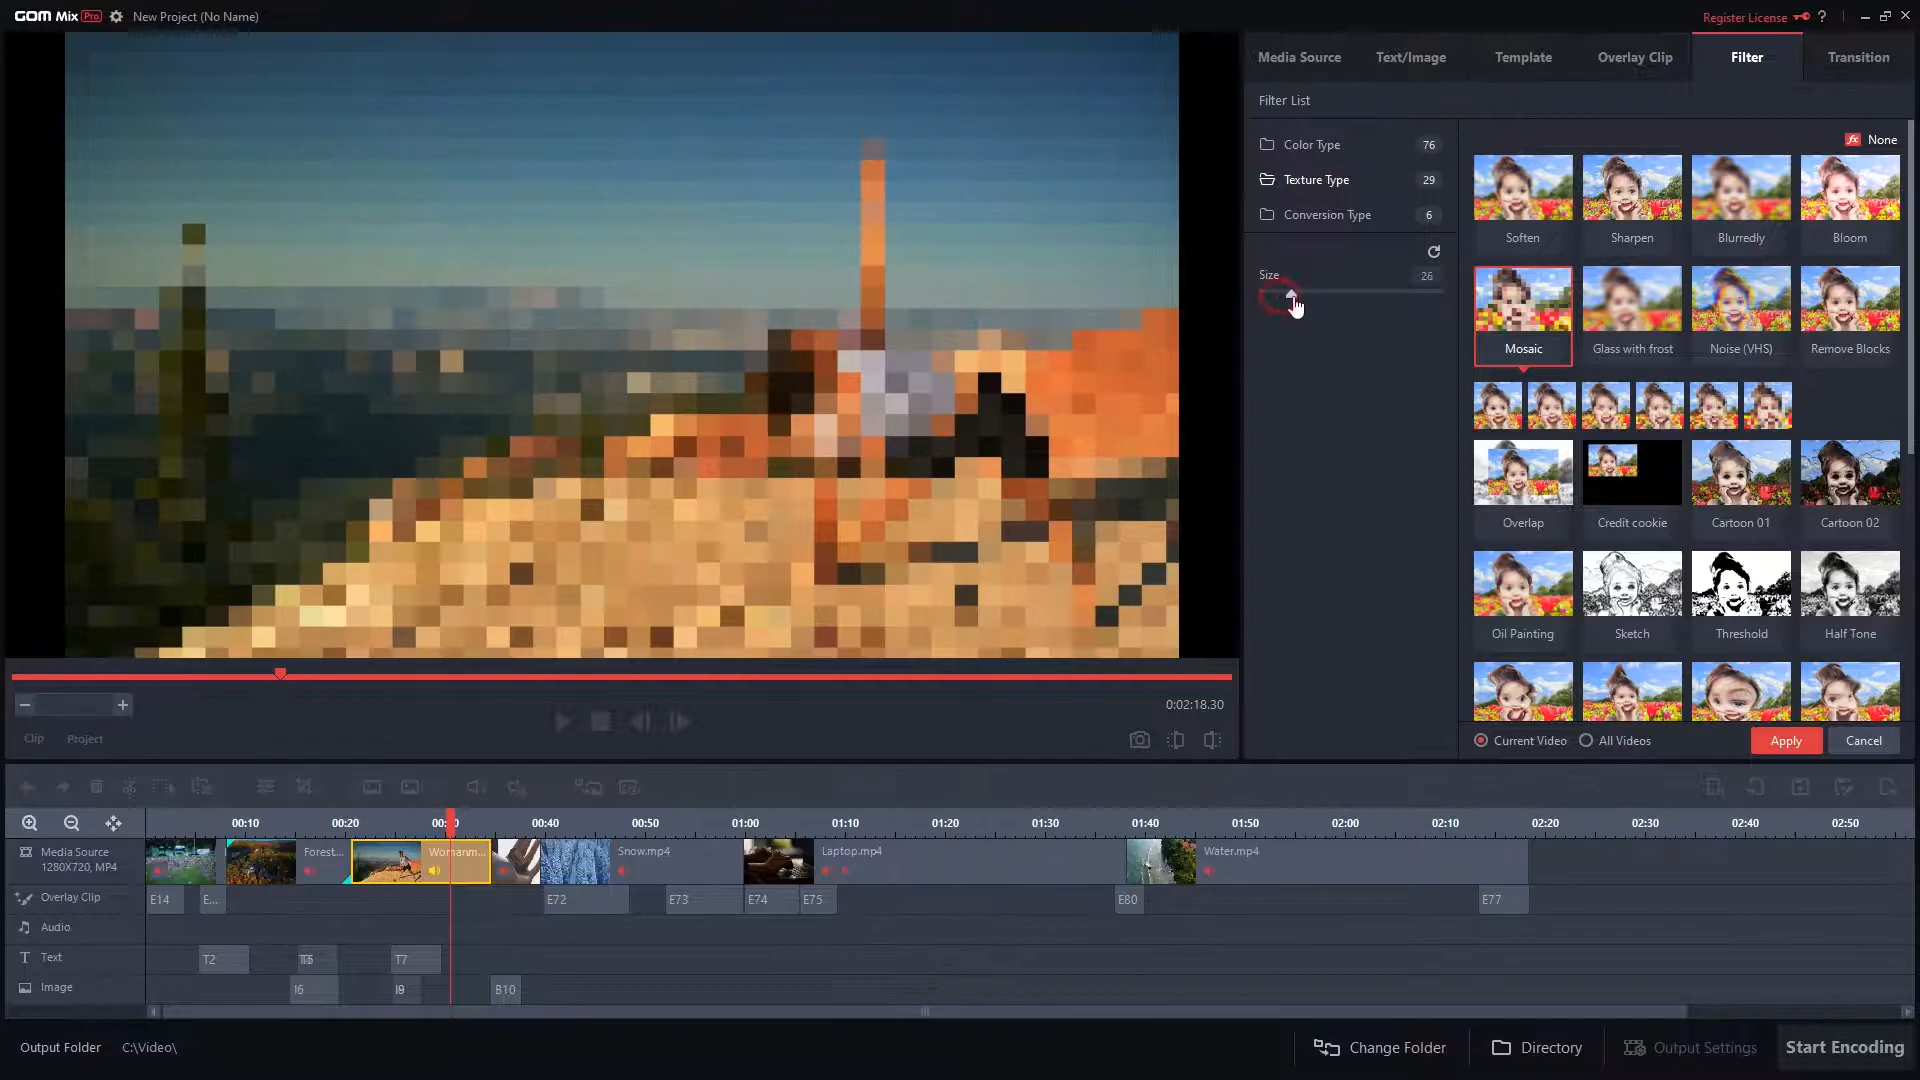 GOM Mix Pro New Project (No Name) Register License ?
Media Source Text/Image Template Overlay Clip Filter Transition
Filter List
None
Color Type 76
Texture Type 29
Conversion Type 6
Size 26
Soften Sharpen Blurredly Bloom
Mosaic Glass with frost Noise (VHS) Remove Blocks
Overlap Credit cookie Cartoon 01 Cartoon 02
Oil Painting Sketch Threshold Half Tone
Current Video All Videos Apply Cancel
0:02:18.30
Clip Project
00:10 00:20 00:40 00:50 01:00 01:10 01:20 01:30 01:40 01:50 02:00 02:10 02:20 02:30 02:40 02:50
Media Source
1280X720, MP4
Forest... Snow.mp4 Laptop.mp4 Water.mp4
Overlay Clip E14 E... E72 E73 E74 E75 E80 E77
Audio
Text T2 T7
Image I6 I9 B10
Output Folder C:\Video\ Change Folder Directory Output Settings Start Encoding